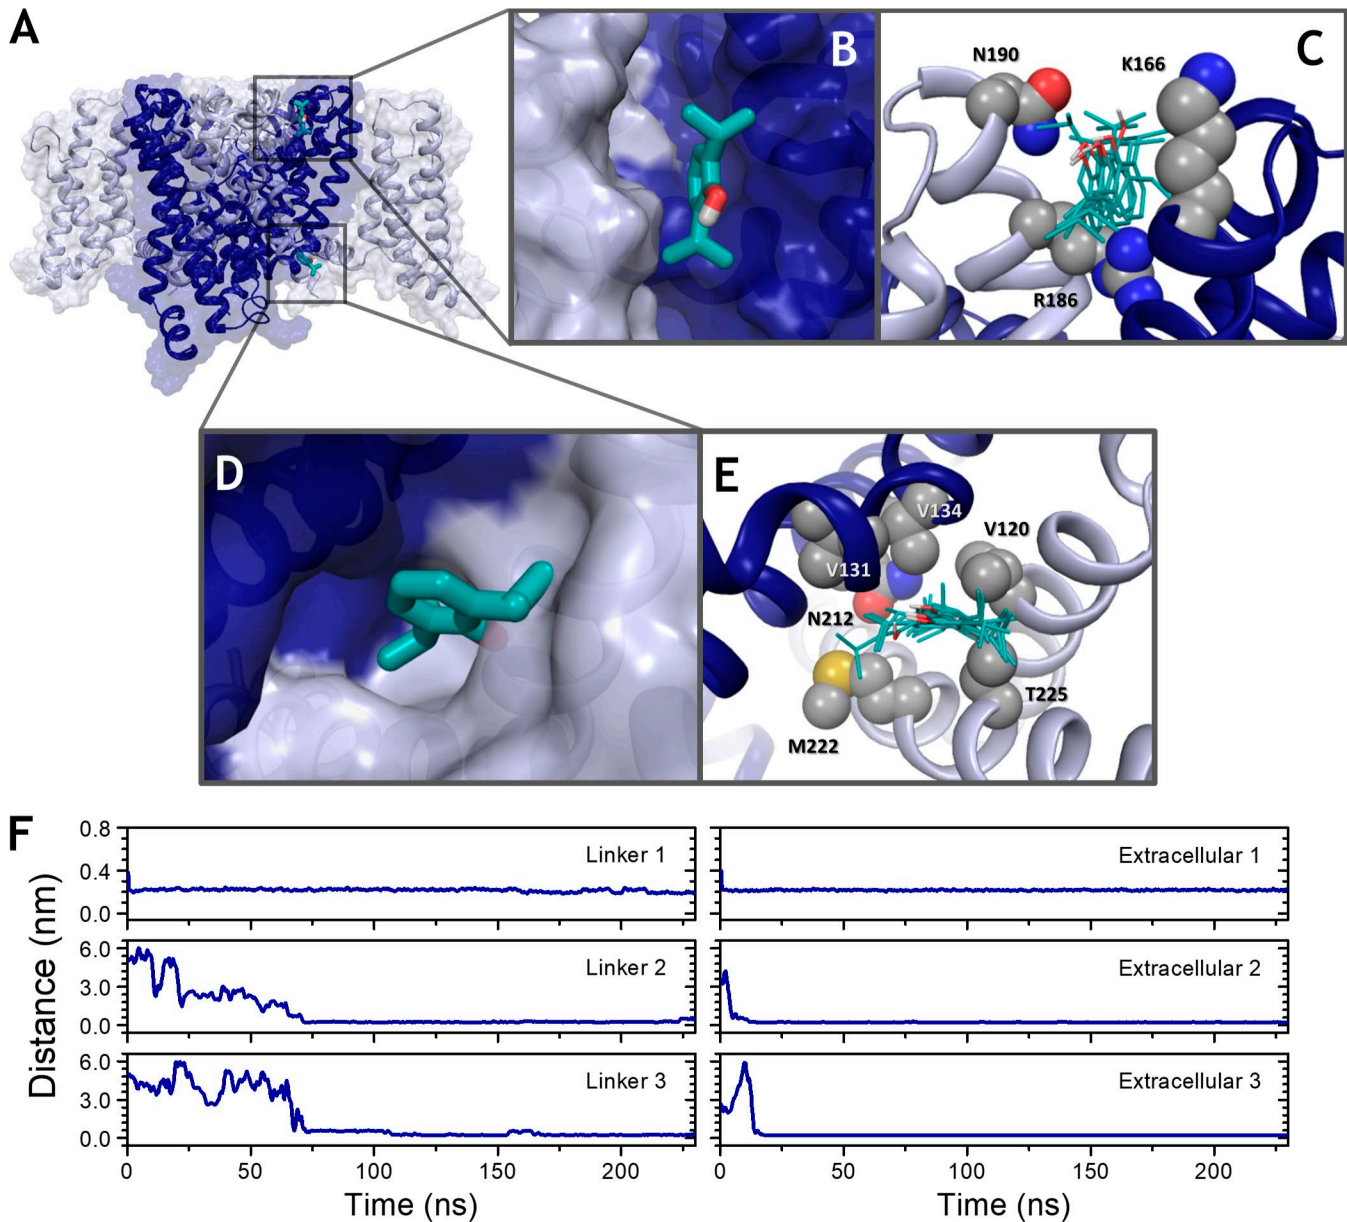 A
B
N190
K166
C
R186
D
E
V134
V120
V131
N212
T225
M222
F
Distance (nm)
0.8
0.4
0.0
Linker 1
Extracellular 1
6.0
3.0
0.0
Linker 2
Extracellular 2
6.0
3.0
0.0
Linker 3
Extracellular 3
0 50 100 150 200
0 50 100 150 200
Time (ns)
Time (ns)